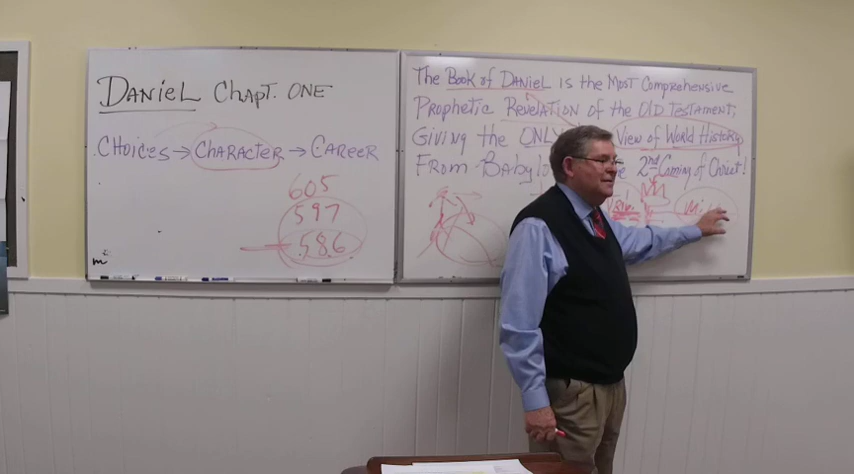 DANIEL CHAPT. ONE
CHOICES → CHARACTER → CAREER
605
597
586
m
THE BOOK OF DANIEL IS THE MOST COMPREHENSIVE
PROPHETIC REVELATION OF THE OLD TESTAMENT,
GIVING THE ONLY VIEW OF WORLD HISTORY
FROM 2nd COMING OF CHRIST!